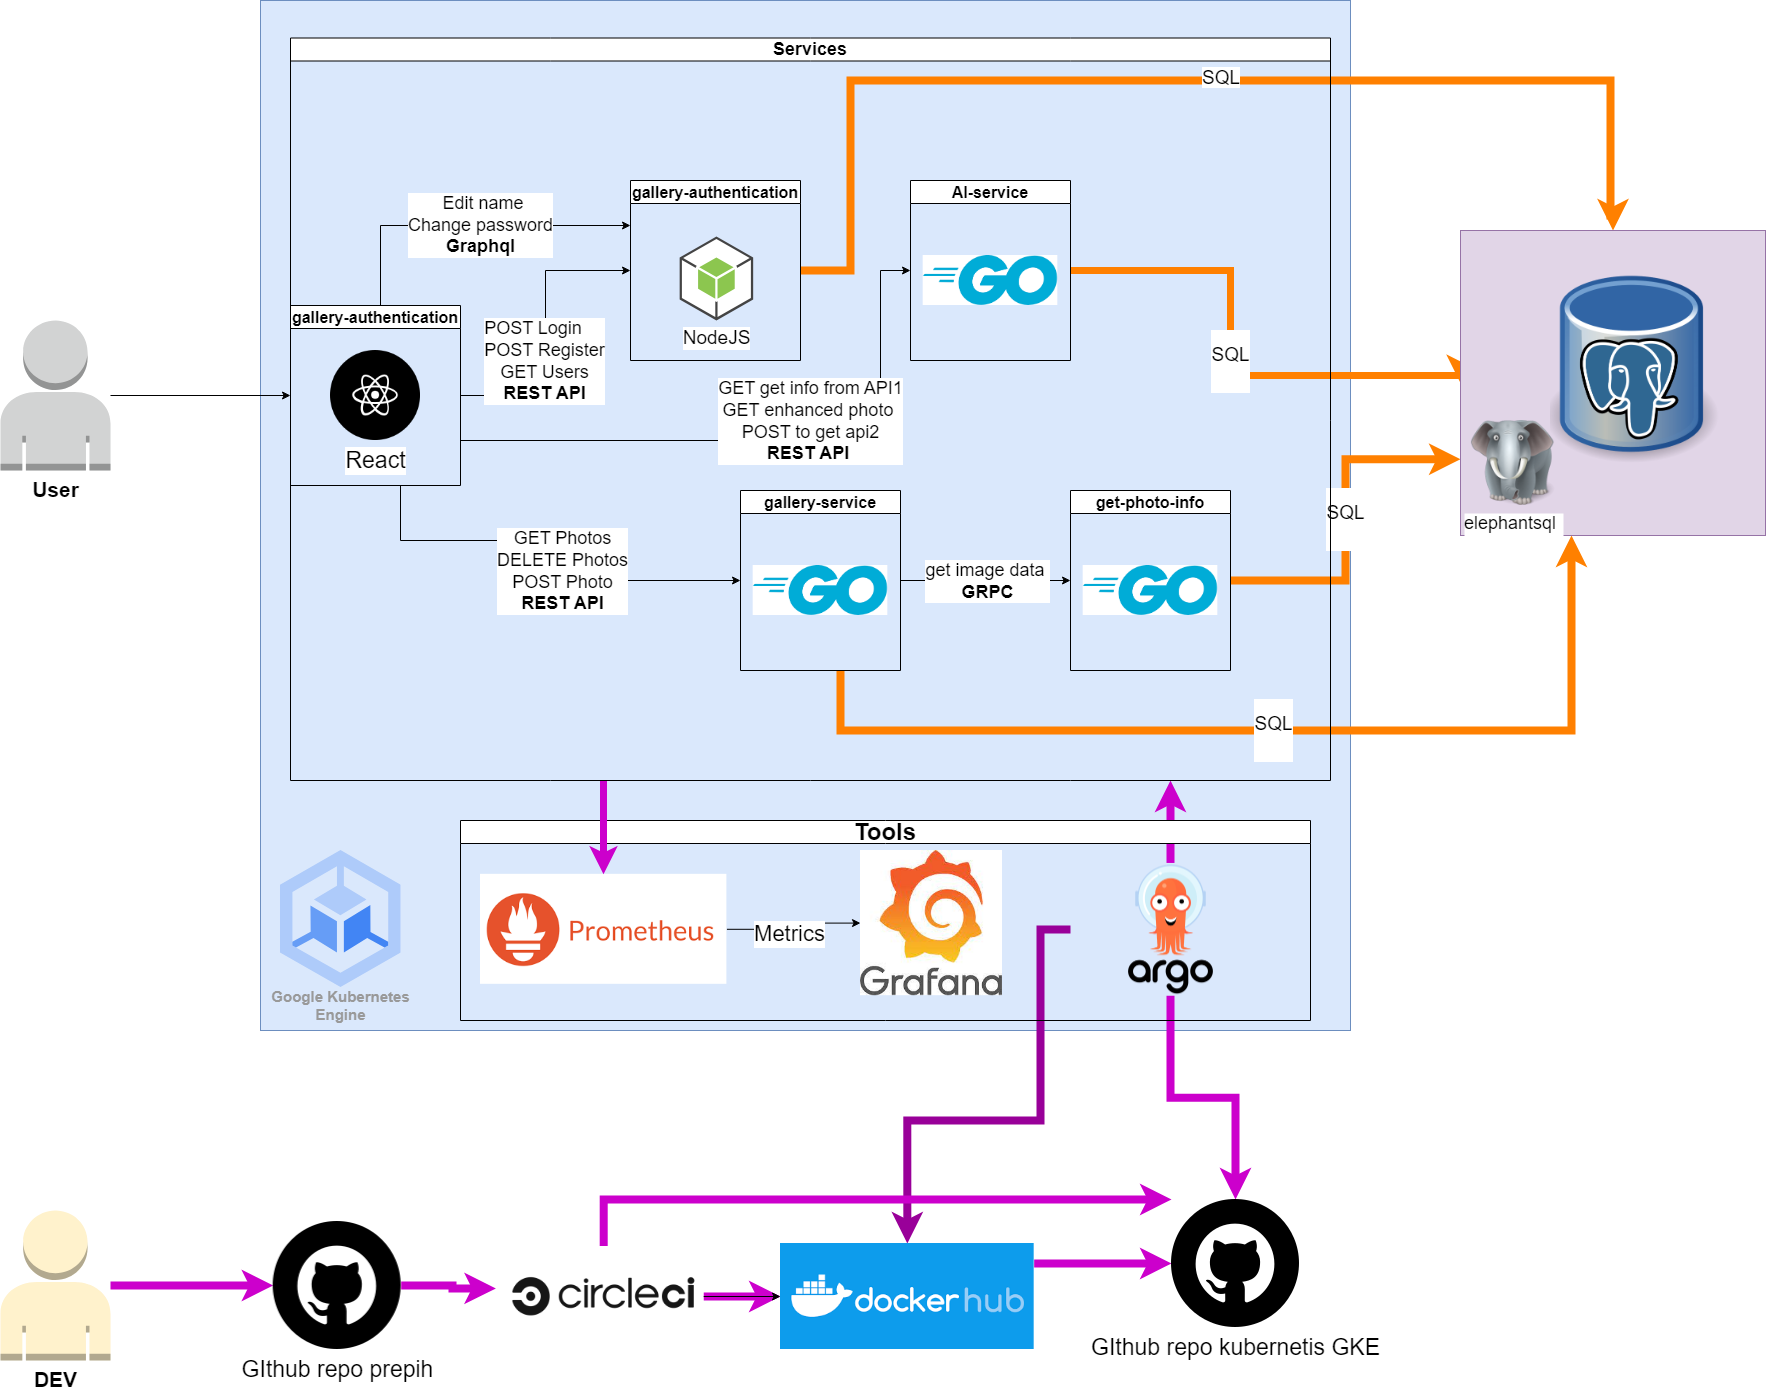 Services
SQL
gallery-authentication
AI-service
Edit name
Change password
Graphql
GO
NodeJS
gallery-authentication
POST Login
POST Register
GET Users
REST API
SQL
React
GET get info from API1
GET enhanced photo
POST to get api2
REST API
User
gallery-service
get-photo-info
SQL
elephantsql
GET Photos
DELETE Photos
POST Photo
REST API
GO
get image data
GRPC
GO
SQL
Tools
Prometheus
Metrics
Grafana
argo
Google Kubernetes
Engine
circleci
docker hub
GIthub repo prepih
GIthub repo kubernetis GKE
DEV